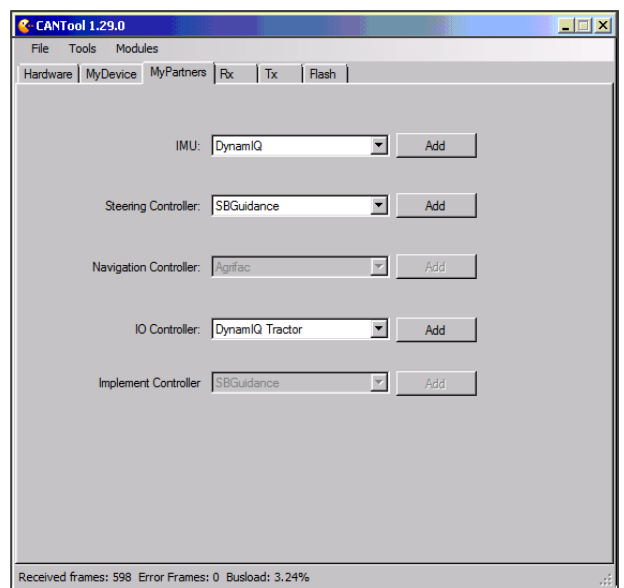 CANTool 1.29.0
File Tools Modules
Hardware MyDevice MyPartners Rx Tx Flash
IMU: DynamIQ Add
Steering Controller: SBGuidance Add
Navigation Controller: Agrifac Add
IO Controller: DynamIQ Tractor Add
Implement Controller SBGuidance Add
Received frames: 598 Error Frames: 0 Busload: 3.24%